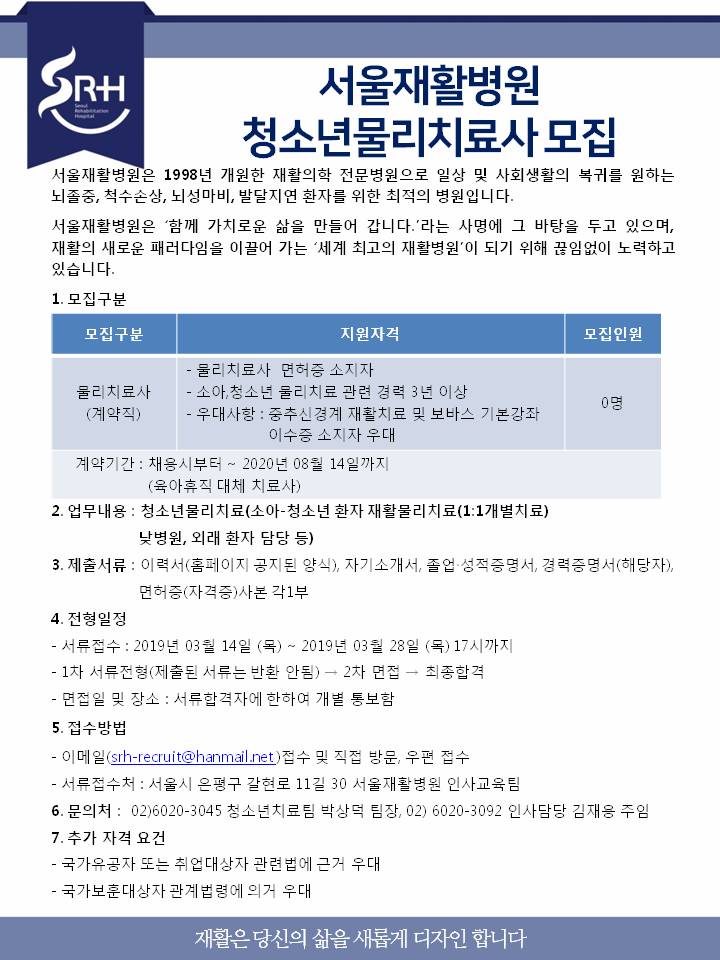 SRH
Seoul
Rehabilitation
Hospital
서울재활병원
청소년물리치료사 모집
서울재활병원은 1998년 개원한 재활의학 전문병원으로 일상 및 사회생활의 복귀를 원하는
뇌졸중, 척수손상, 뇌성마비, 발달지연 환자를 위한 최적의 병원입니다.
서울재활병원은 ‘함께 가치로운 삶을 만들어 갑니다.’라는 사명에 그 바탕을 두고 있으며,
재활의 새로운 패러다임을 이끌어 가는 ‘세계 최고의 재활병원’이 되기 위해 끊임없이 노력하고
있습니다.
1. 모집구분
모집구분 지원자격 모집인원
물리치료사
(계약직)
- 물리치료사 면허증 소지자
- 소아,청소년 물리치료 관련 경력 3년 이상
- 우대사항 : 중추신경계 재활치료 및 보바스 기본강좌
이수증 소지자 우대
0명
계약기간 : 채용시부터 ~ 2020년 08월 14일까지
(육아휴직 대체 치료사)
2. 업무내용 : 청소년물리치료(소아-청소년 환자 재활물리치료(1:1개별치료)
낮병원, 외래 환자 담당 등)
3. 제출서류 : 이력서(홈페이지 공지된 양식), 자기소개서, 졸업·성적증명서, 경력증명서(해당자),
면허증(자격증)사본 각1부
4. 전형일정
- 서류접수 : 2019년 03월 14일 (목) ~ 2019년 03월 28일 (목) 17시까지
- 1차 서류전형(제출된 서류는 반환 안됨) → 2차 면접 → 최종합격
- 면접일 및 장소 : 서류합격자에 한하여 개별 통보함
5. 접수방법
- 이메일(srh-recruit@hanmail.net )접수 및 직접 방문, 우편 접수
- 서류접수처 : 서울시 은평구 갈현로 11길 30 서울재활병원 인사교육팀
6. 문의처 : 02)6020-3045 청소년치료팀 박상덕 팀장, 02) 6020-3092 인사담당 김재용 주임
7. 추가 자격 요건
- 국가유공자 또는 취업대상자 관련법에 근거 우대
- 국가보훈대상자 관계법령에 의거 우대
재활은 당신의 삶을 새롭게 디자인 합니다